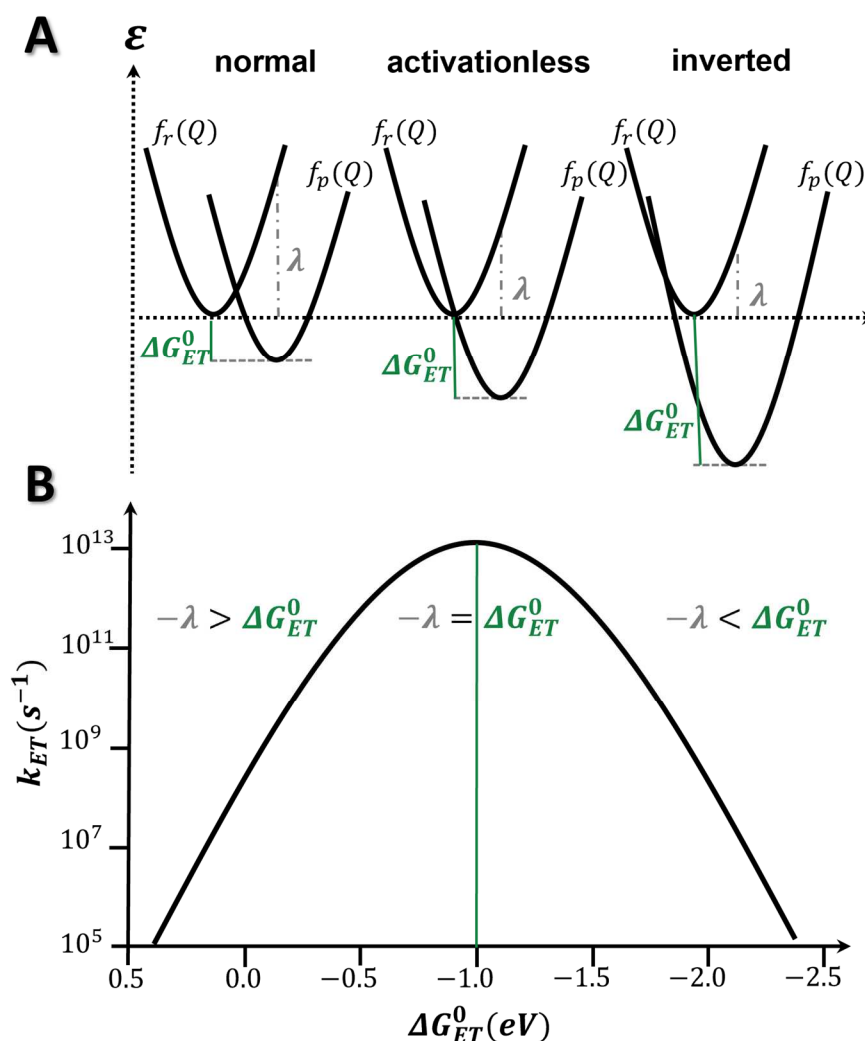 A
ε
normal activationless inverted
f_r(Q) f_r(Q) f_r(Q)
f_p(Q) f_p(Q) f_p(Q)
λ λ λ
ΔG⁰_ET ΔG⁰_ET ΔG⁰_ET
B
10¹³
−λ > ΔG⁰_ET −λ = ΔG⁰_ET −λ < ΔG⁰_ET
10¹¹
k_ET(s⁻¹)
10⁹
10⁷
10⁵
0.5 0.0 −0.5 −1.0 −1.5 −2.0 −2.5
ΔG⁰_ET(eV)